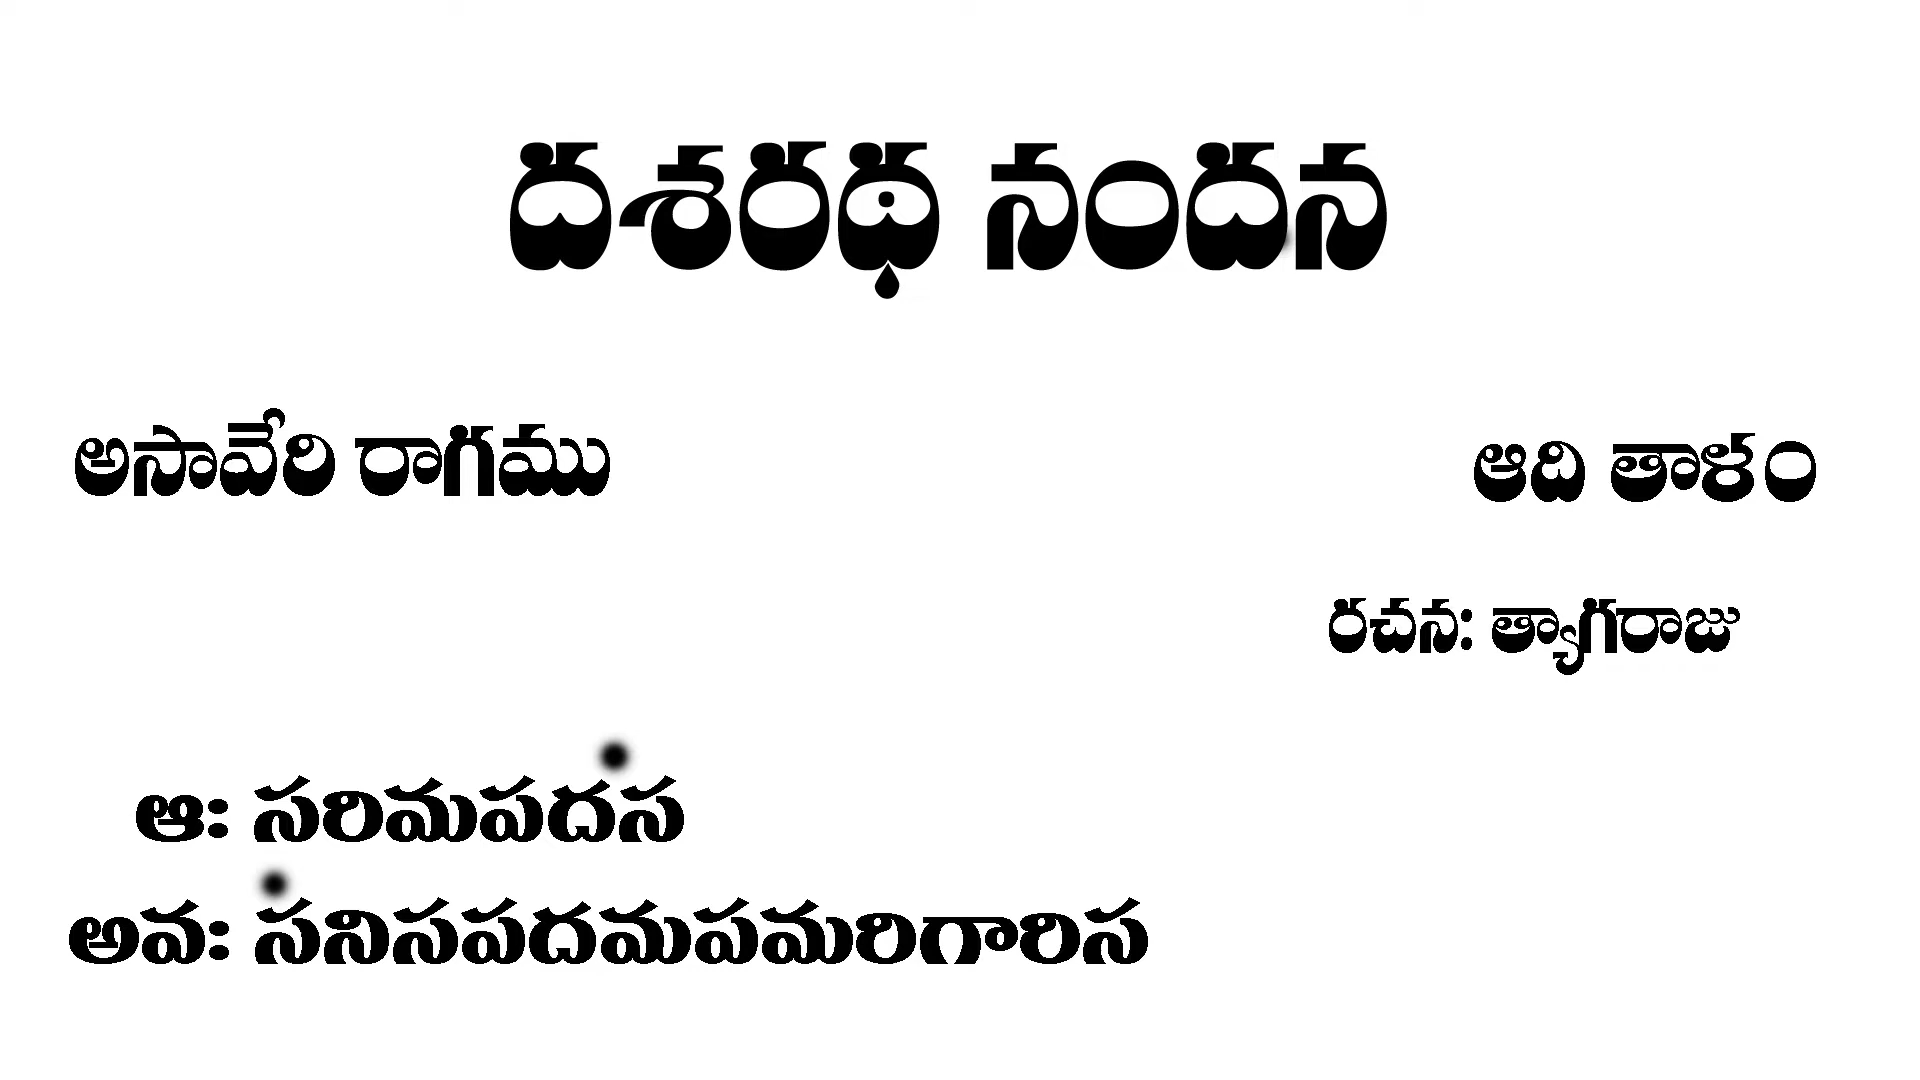 దశరథ నందన
అసావేరి రాగము
ఆది తాళం
రచన: త్యాగరాజు
ఆః సరిమపదస
అవః సనిసపదమపమరిగారిస